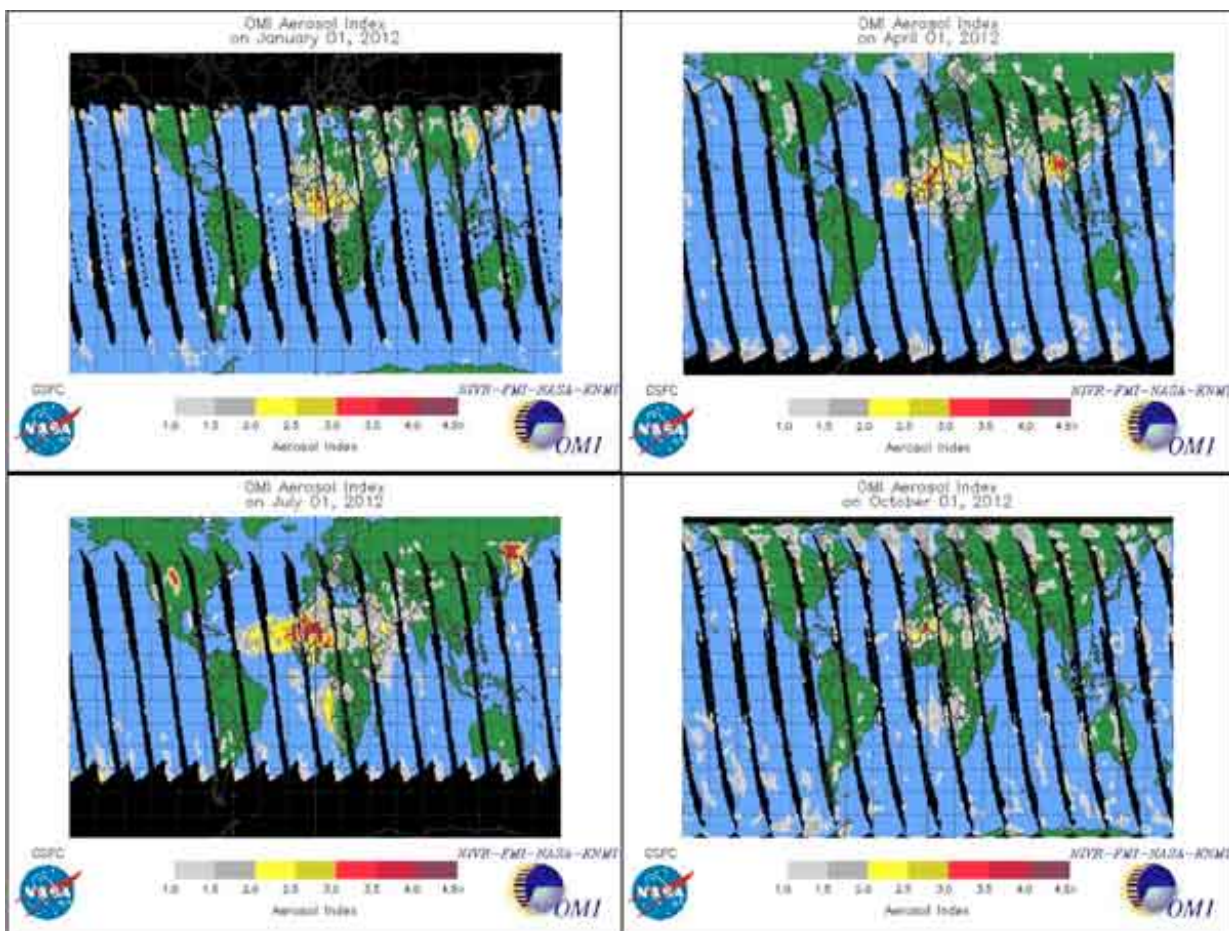 OMI Aerosol Index
on January 01, 2012
GSFC
NIVR-FMI-NASA-KNMI
NASA
1.0 1.5 2.0 2.5 3.0 3.5 4.0 4.5>
Aerosol Index
OMI
OMI Aerosol Index
on April 01, 2012
GSFC
NIVR-FMI-NASA-KNMI
NASA
1.0 1.5 2.0 2.5 3.0 3.5 4.0 4.5>
Aerosol Index
OMI
OMI Aerosol Index
on July 01, 2012
GSFC
NIVR-FMI-NASA-KNMI
NASA
1.0 1.5 2.0 2.5 3.0 3.5 4.0 4.5>
Aerosol Index
OMI
OMI Aerosol Index
on October 01, 2012
GSFC
NIVR-FMI-NASA-KNMI
NASA
1.0 1.5 2.0 2.5 3.0 3.5 4.0 4.5>
Aerosol Index
OMI